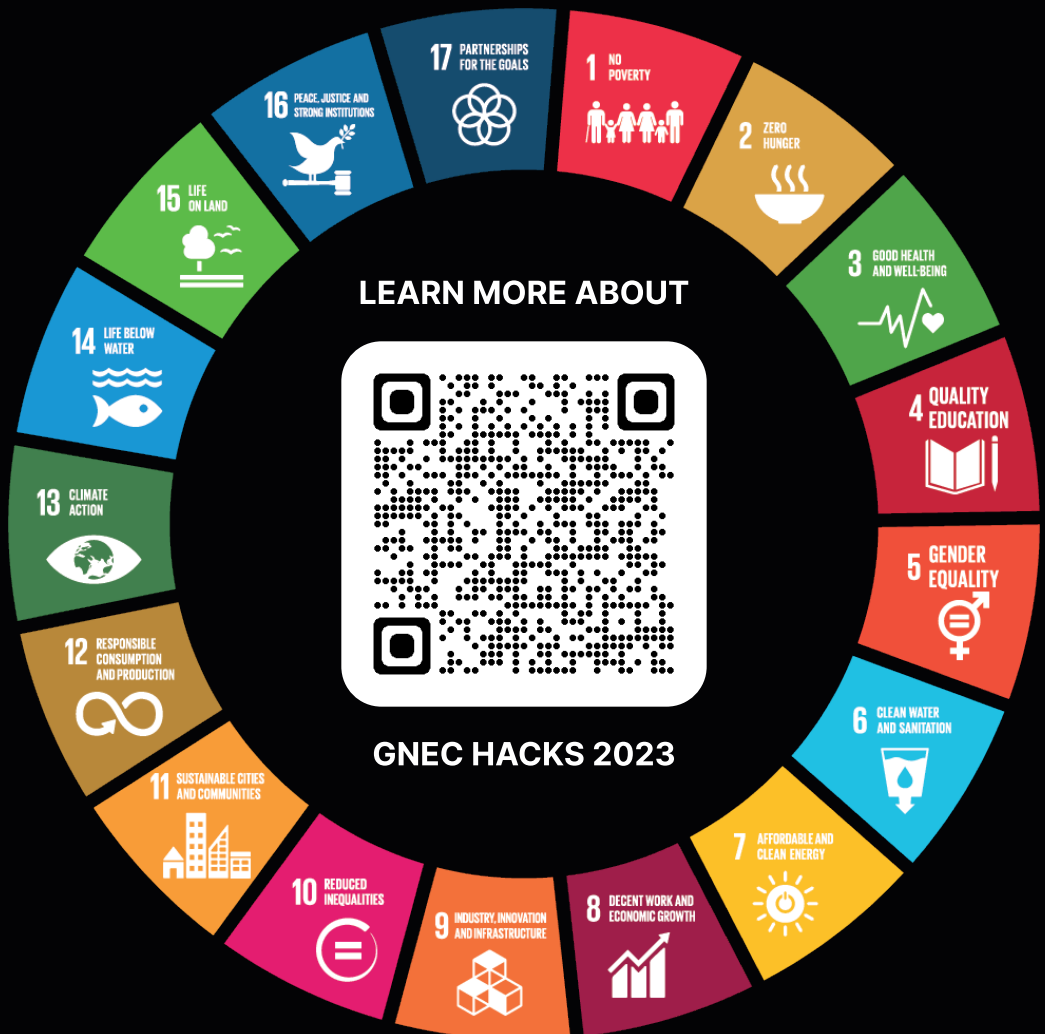 17 PARTNERSHIPS
FOR THE GOALS
1 NO
POVERTY
2 ZERO
HUNGER
3 GOOD HEALTH
AND WELL-BEING
4 QUALITY
EDUCATION
5 GENDER
EQUALITY
6 CLEAN WATER
AND SANITATION
7 AFFORDABLE AND
CLEAN ENERGY
8 DECENT WORK AND
ECONOMIC GROWTH
9 INDUSTRY, INNOVATION
AND INFRASTRUCTURE
10 REDUCED
INEQUALITIES
11 SUSTAINABLE CITIES
AND COMMUNITIES
12 RESPONSIBLE
CONSUMPTION
AND PRODUCTION
13 CLIMATE
ACTION
14 LIFE BELOW
WATER
15 LIFE
ON LAND
16 PEACE, JUSTICE AND
STRONG INSTITUTIONS
LEARN MORE ABOUT
GNEC HACKS 2023